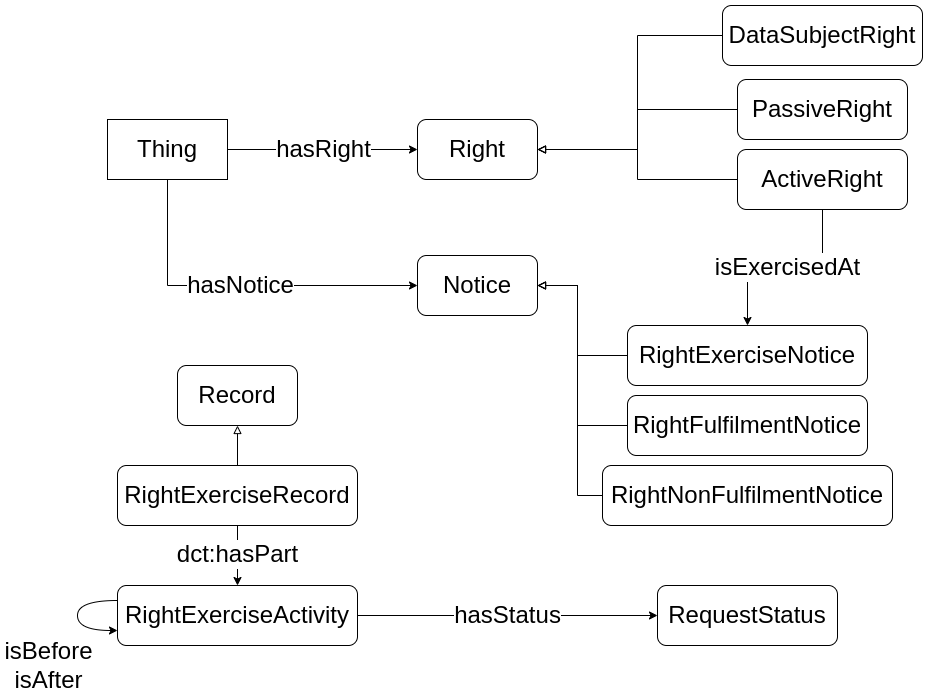 DataSubjectRight
PassiveRight
Thing
hasRight
Right
ActiveRight
isExercisedAt
hasNotice
Notice
RightExerciseNotice
Record
RightFulfilmentNotice
RightExerciseRecord
RightNonFulfilmentNotice
dct:hasPart
RightExerciseActivity
hasStatus
RequestStatus
isBefore
isAfter